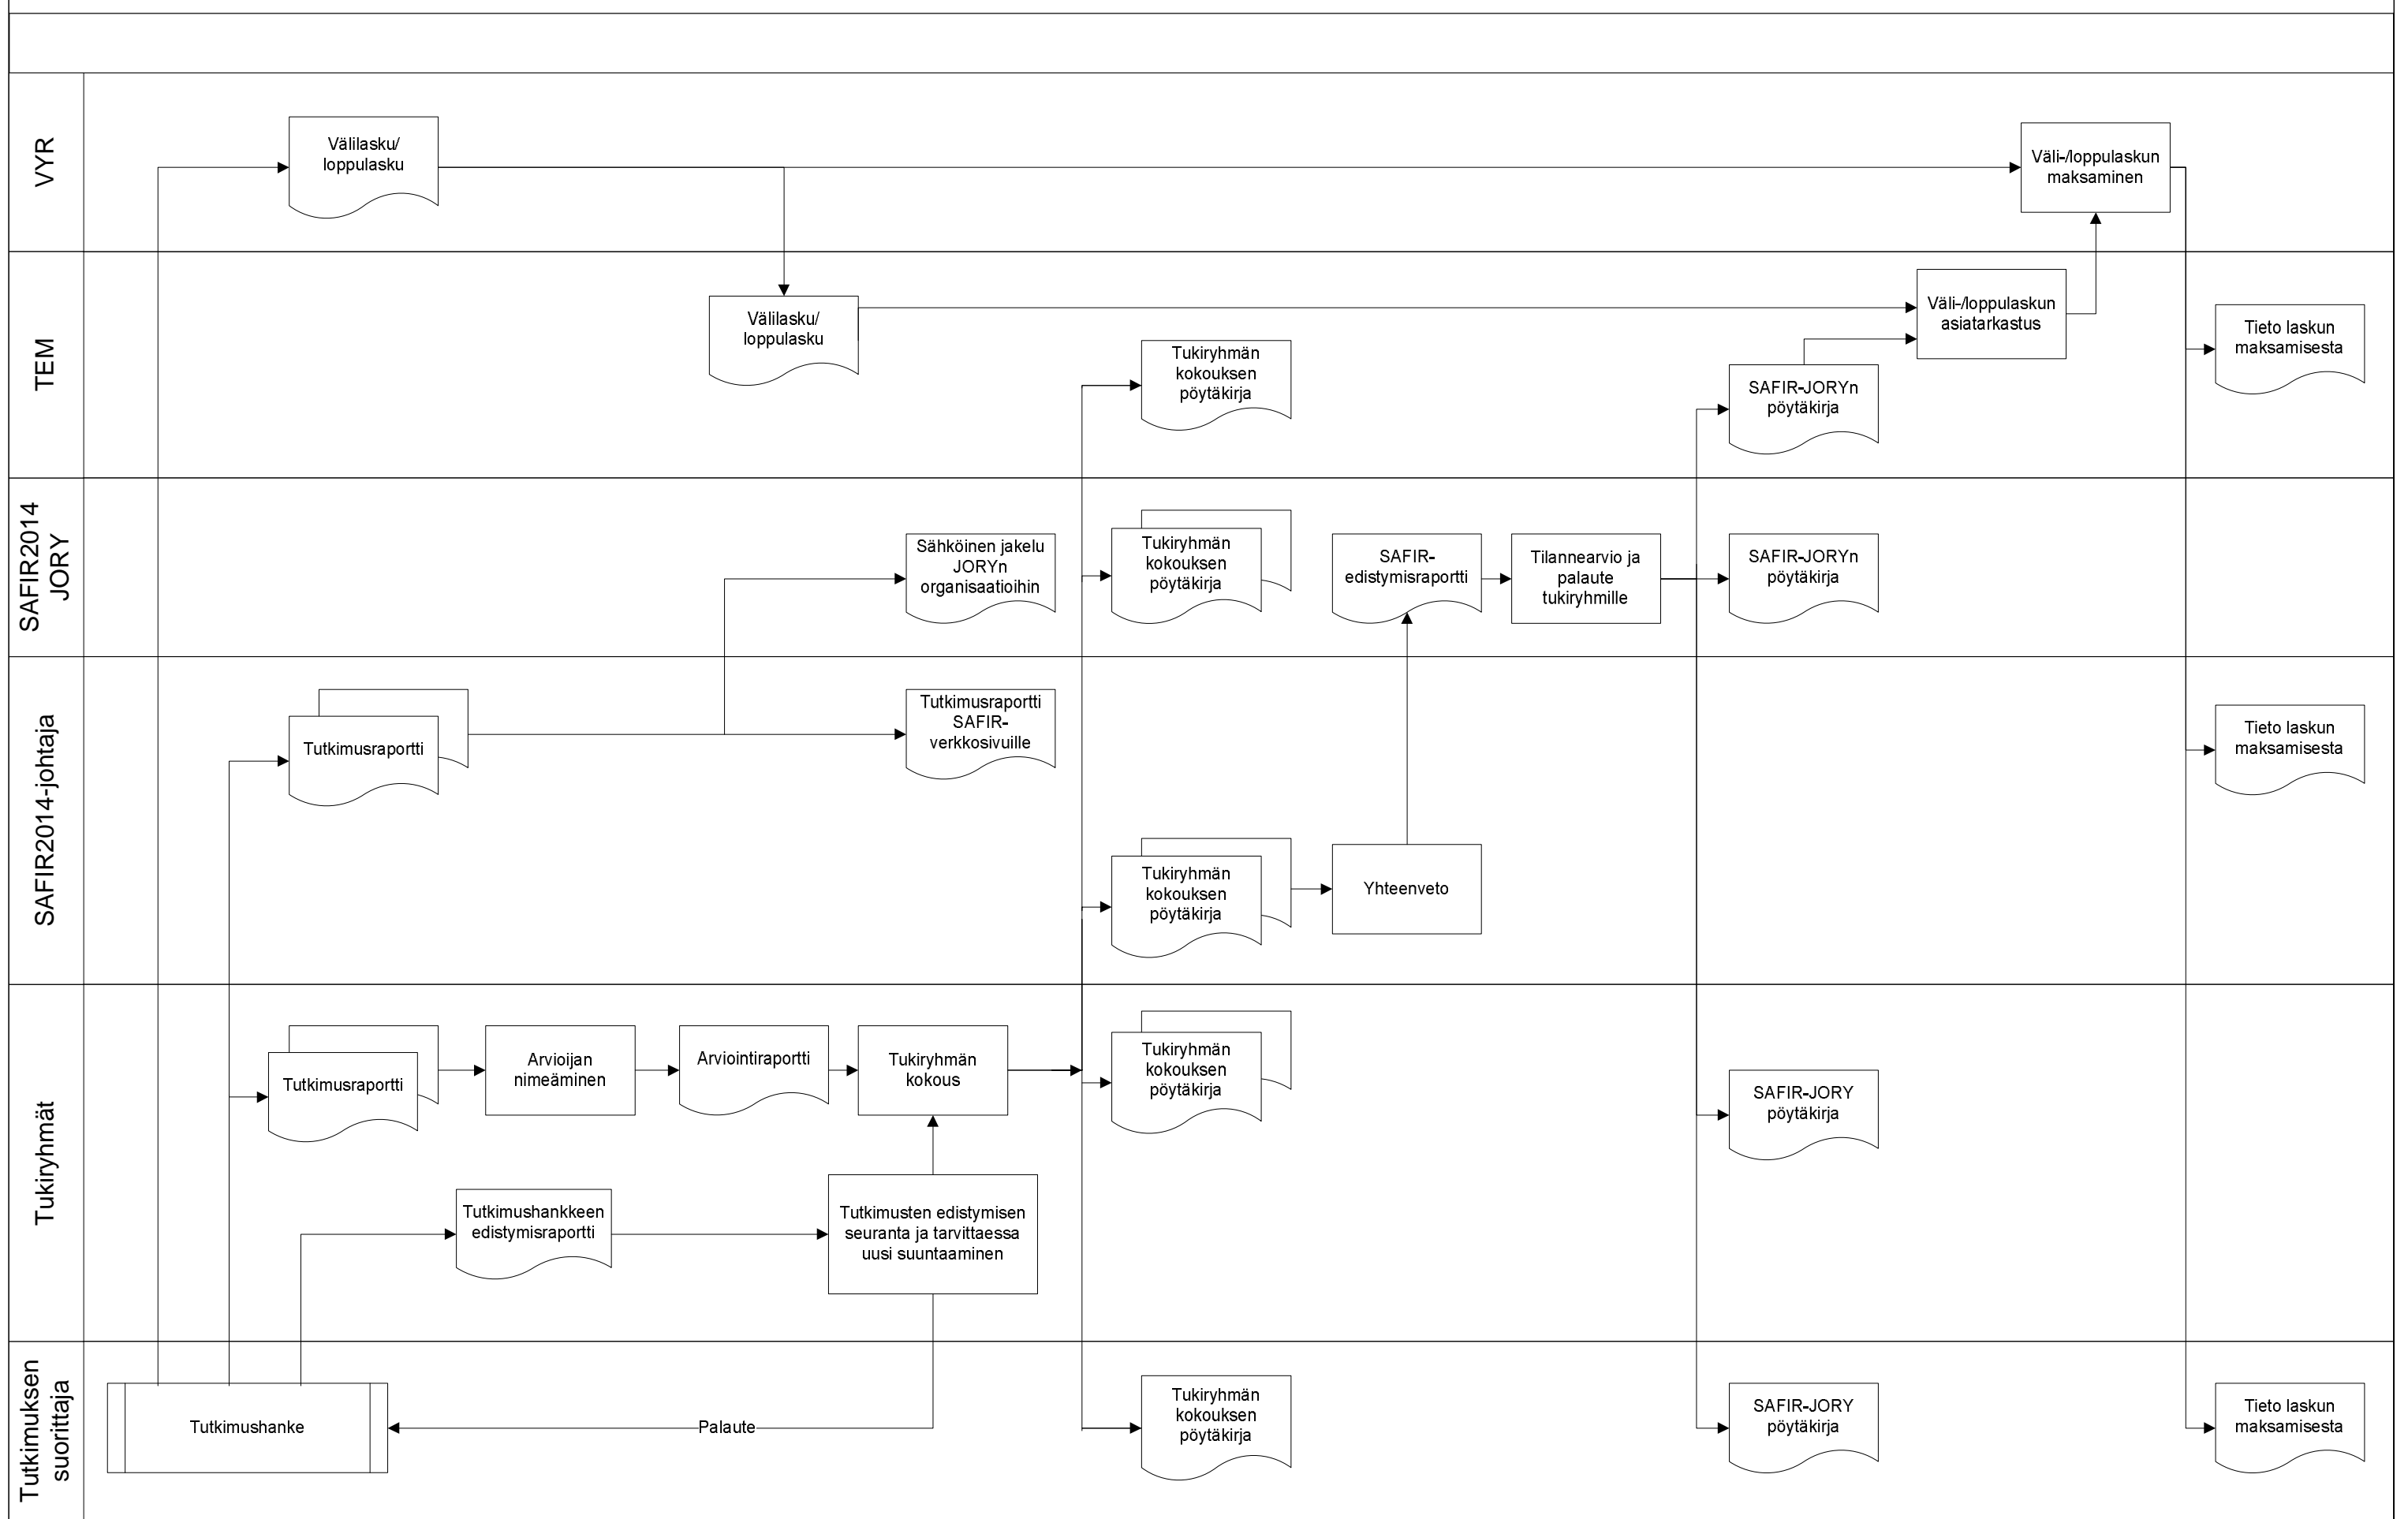 VYR
Välilasku/
loppulasku
Väli-/loppulaskun
maksaminen
TEM
Välilasku/
loppulasku
Tukiryhmän
kokouksen
pöytäkirja
Väli-/loppulaskun
asiatarkastus
SAFIR-JORYn
pöytäkirja
Tieto laskun
maksamisesta
SAFIR2014
JORY
Sähköinen jakelu
JORYn
organisaatioihin
Tukiryhmän
kokouksen
pöytäkirja
SAFIR-
edistymisraportti
Tilannearvio ja
palaute
tukiryhmille
SAFIR-JORYn
pöytäkirja
SAFIR2014-johtaja
Tutkimusraportti
Tutkimusraportti
SAFIR-
verkkosivuille
Tukiryhmän
kokouksen
pöytäkirja
Yhteenveto
Tieto laskun
maksamisesta
Tukiryhmät
Tutkimusraportti
Arvioijan
nimeäminen
Arviointiraportti
Tukiryhmän
kokous
Tukiryhmän
kokouksen
pöytäkirja
SAFIR-JORY
pöytäkirja
Tutkimushankkeen
edistymisraportti
Tutkimusten edistymisen
seuranta ja tarvittaessa
uusi suuntaaminen
Tutkimuksen
suorittaja
Tutkimushanke
Palaute
Tukiryhmän
kokouksen
pöytäkirja
SAFIR-JORY
pöytäkirja
Tieto laskun
maksamisesta